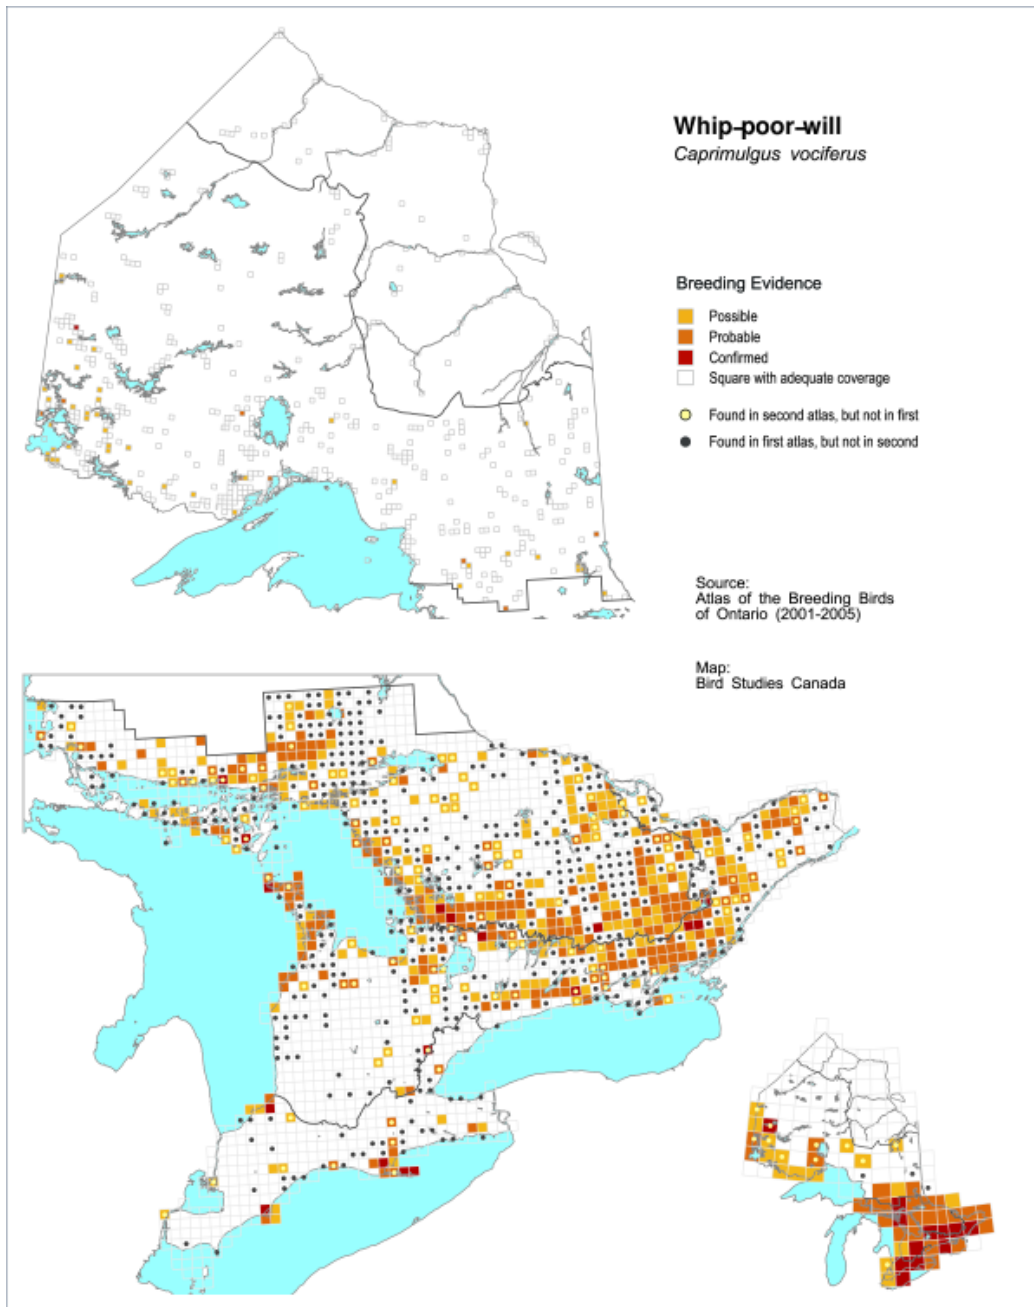 Whip-poor-will
Caprimulgus vociferus
Breeding Evidence
Possible
Probable
Confirmed
Square with adequate coverage
Found in second atlas, but not in first
Found in first atlas, but not in second
Source:
Atlas of the Breeding Birds
of Ontario (2001-2005)
Map:
Bird Studies Canada